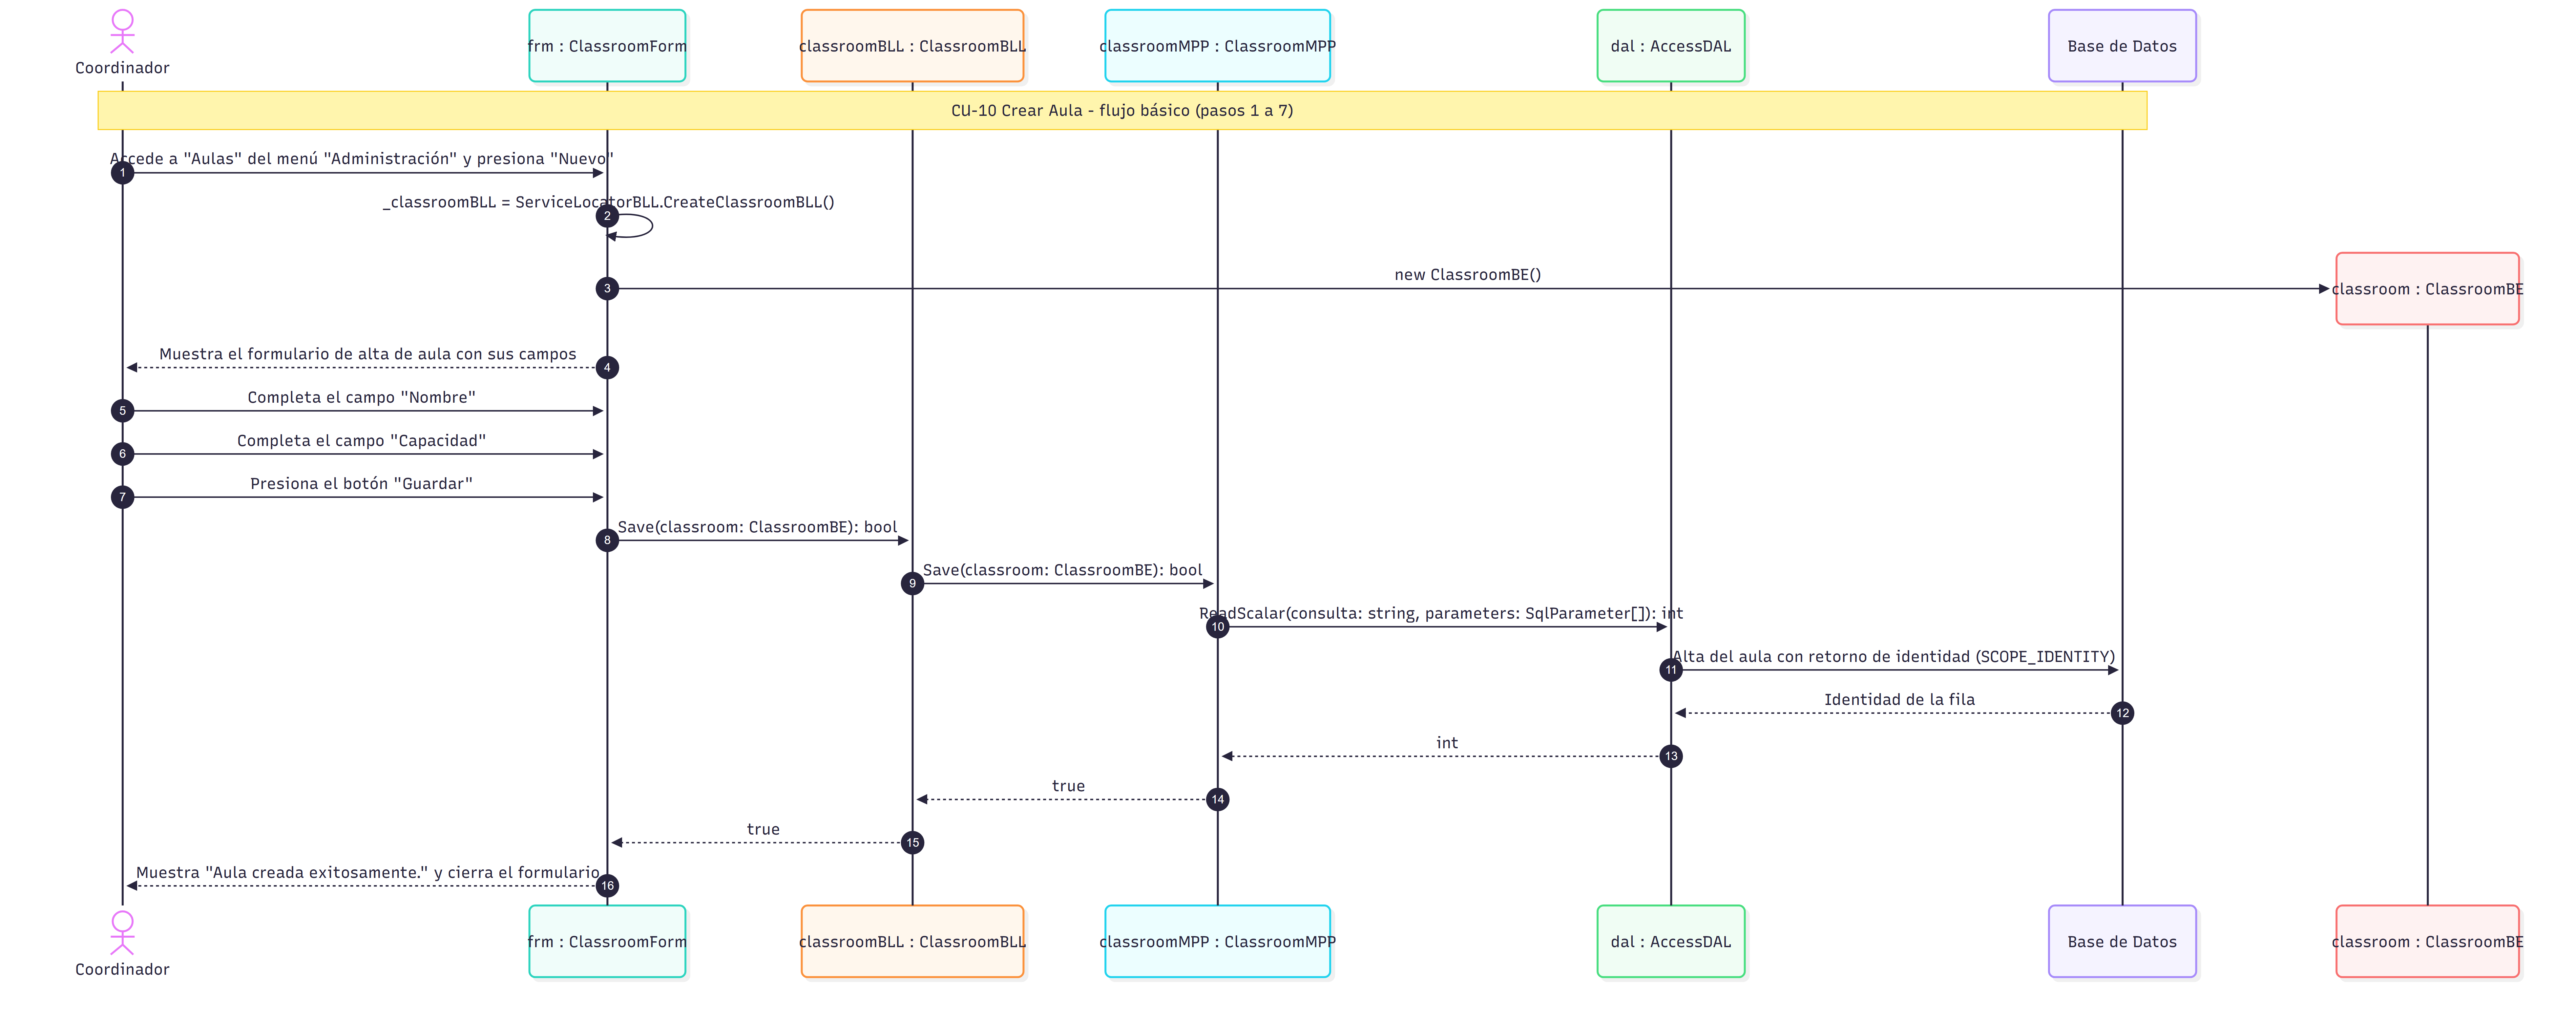 Coordinador
frm : ClassroomForm
classroomBLL : ClassroomBLL
classroomMPP : ClassroomMPP
dal : AccessDAL
Base de Datos
CU-10 Crear Aula - flujo básico (pasos 1 a 7)
Accede a "Aulas" del menú "Administración" y presiona "Nuevo"
1
_classroomBLL = ServiceLocatorBLL.CreateClassroomBLL()
2
new ClassroomBE()
3
classroom : ClassroomBE
Muestra el formulario de alta de aula con sus campos
4
Completa el campo "Nombre"
5
Completa el campo "Capacidad"
6
Presiona el botón "Guardar"
7
Save(classroom: ClassroomBE): bool
8
Save(classroom: ClassroomBE): bool
9
ReadScalar(consulta: string, parameters: SqlParameter[]): int
10
Alta del aula con retorno de identidad (SCOPE_IDENTITY)
11
Identidad de la fila
12
int
13
true
14
true
15
Muestra "Aula creada exitosamente." y cierra el formulario
16
Coordinador
frm : ClassroomForm
classroomBLL : ClassroomBLL
classroomMPP : ClassroomMPP
dal : AccessDAL
Base de Datos
classroom : ClassroomBE